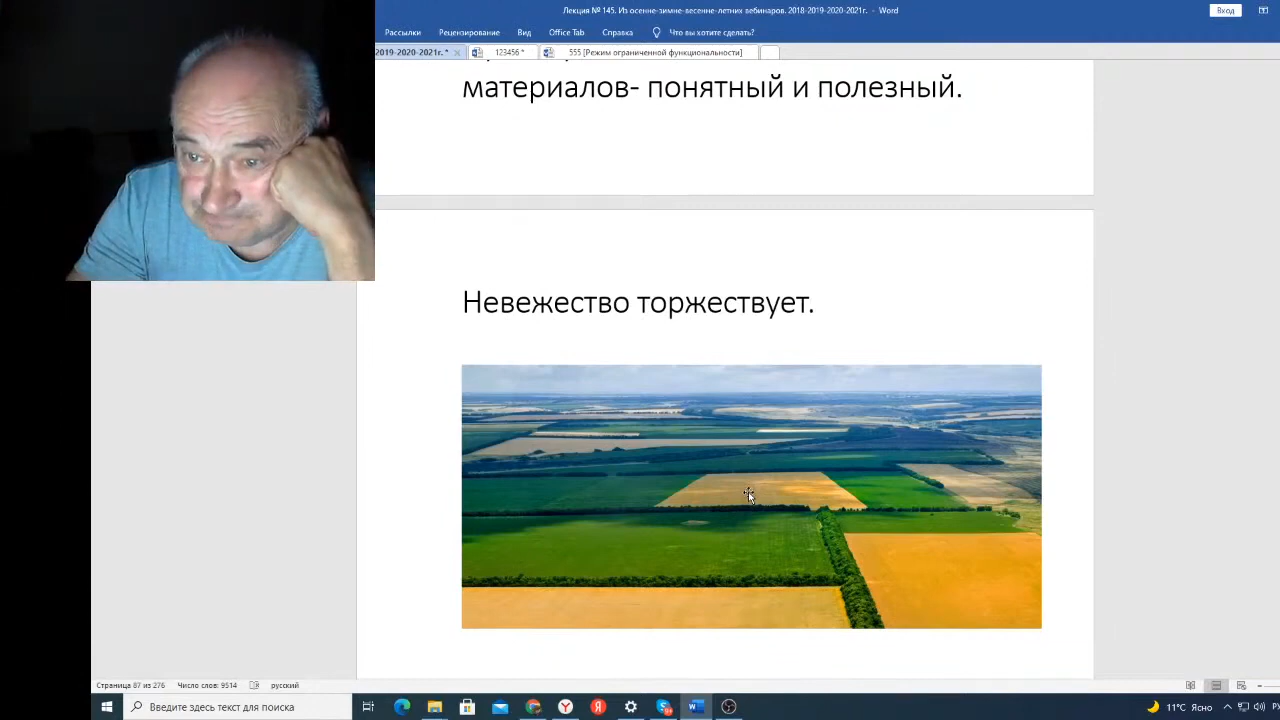 Лекция № 145. Из осенне-зимне-весенне-летних вебинаров. 2018-2019-2020-2021г. - Word
Вход
Рассылки Рецензирование Вид Office Tab Справка Что вы хотите сделать?
2019-2020-2021г. * 123456 * 555 [Режим ограниченной функциональности]
материалов- понятный и полезный.
Невежество торжествует.
Страница 87 из 276 Число слов: 9514 русский
Введите здесь текст для поиска
11°C Ясно